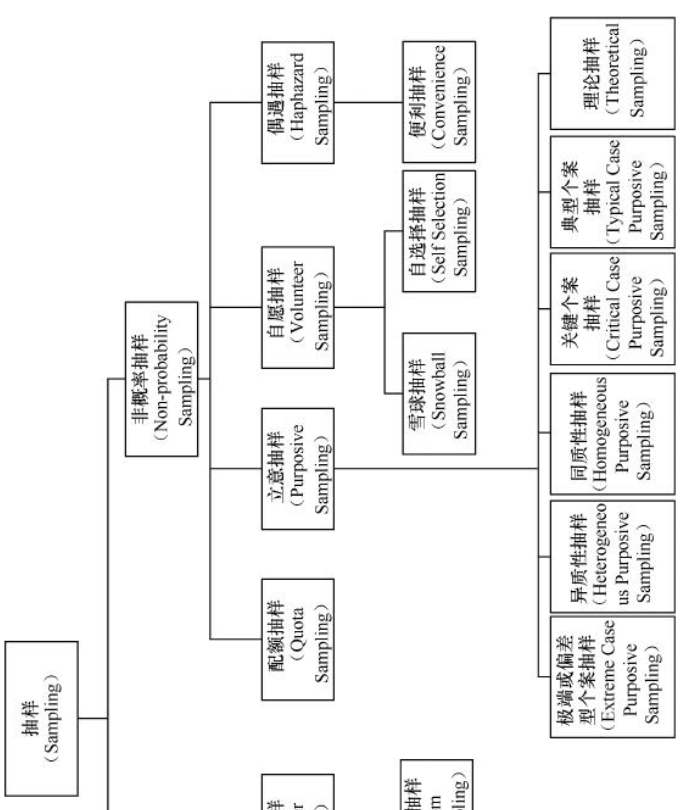 抽样
(Sampling)
非概率抽样
(Non-probability
Sampling)
配额抽样
(Quota
Sampling)
立意抽样
(Purposive
Sampling)
自愿抽样
(Volunteer
Sampling)
偶遇抽样
(Haphazard
Sampling)
雪球抽样
(Snowball
Sampling)
自选择抽样
(Self Selection
Sampling)
便利抽样
(Convenience
Sampling)
极端或偏差
型个案抽样
(Extreme Case
Purposive
Sampling)
异质性抽样
(Heterogeneo
us Purposive
Sampling)
同质性抽样
(Homogeneous
Purposive
Sampling)
关键个案
抽样
(Critical Case
Purposive
Sampling)
典型个案
抽样
(Typical Case
Purposive
Sampling)
理论抽样
(Theoretical
Sampling)
抽样